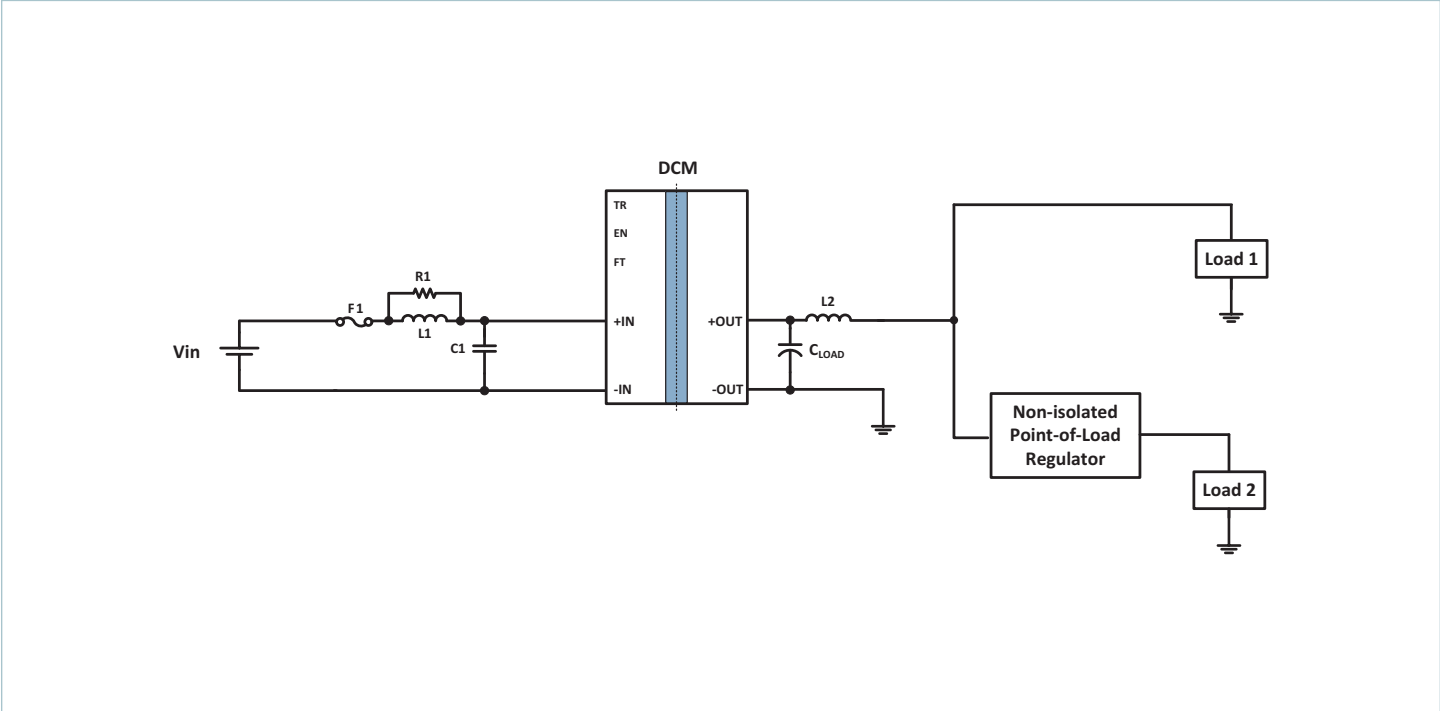 DCM
TR
EN
FT
R1
F1
L1
C1
Vin
+IN
-IN
+OUT
-OUT
L2
CLOAD
Load 1
Non-isolated
Point-of-Load
Regulator
Load 2